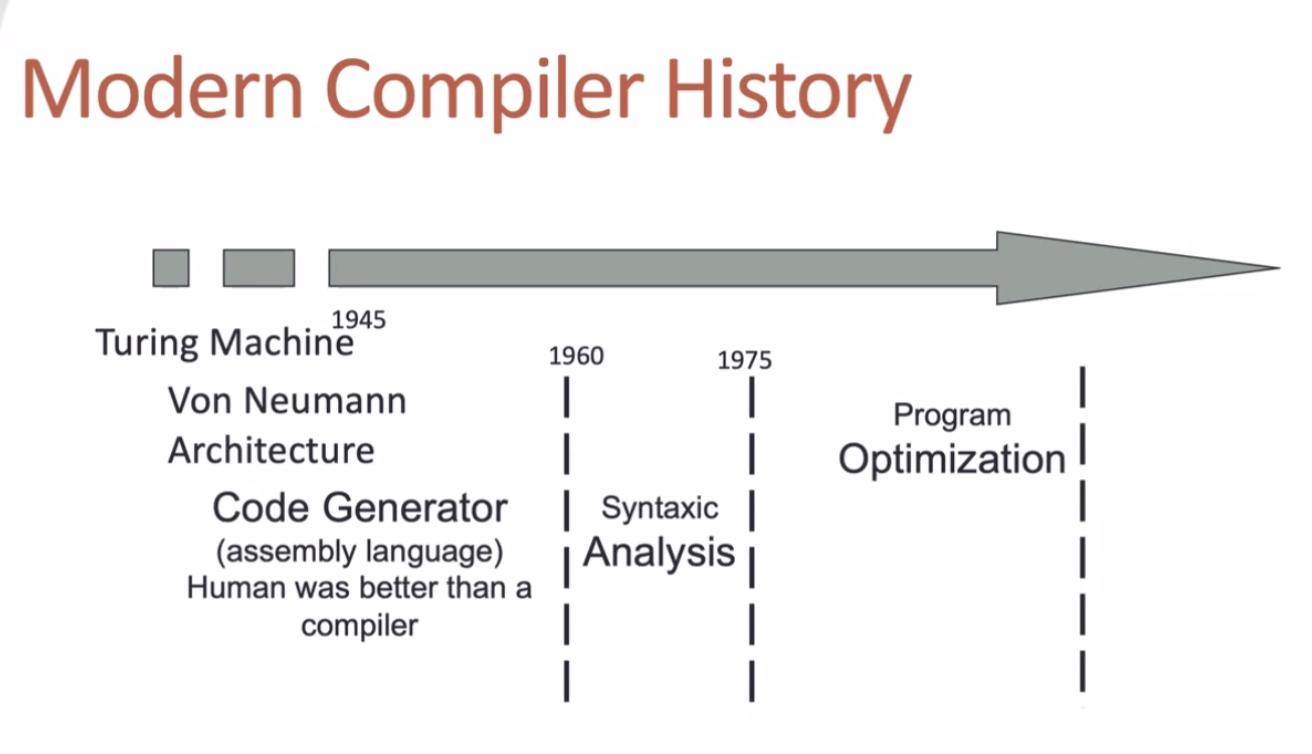 Modern Compiler History
1945
Turing Machine
1960
1975
Von Neumann
Architecture
Program
Optimization
Code Generator
(assembly language)
Human was better than a
compiler
Syntaxic
Analysis